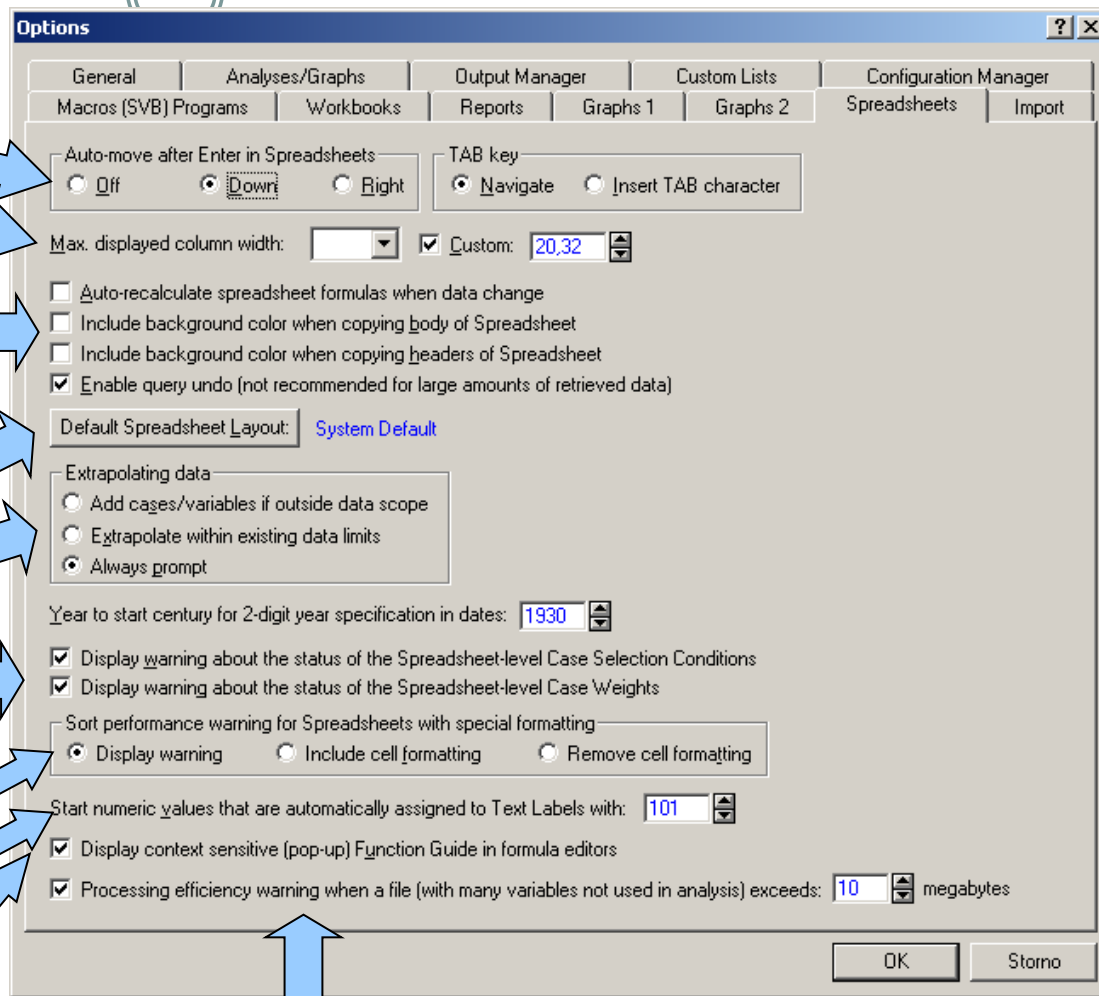 Options
General Analyses/Graphs Output Manager Custom Lists Configuration Manager
Macros (SVB) Programs Workbooks Reports Graphs 1 Graphs 2 Spreadsheets Import
Auto-move after Enter in Spreadsheets TAB key
Off Down Right Navigate Insert TAB character
Max. displayed column width: Custom: 20,32
Auto-recalculate spreadsheet formulas when data change
Include background color when copying body of Spreadsheet
Include background color when copying headers of Spreadsheet
Enable query undo (not recommended for large amounts of retrieved data)
Default Spreadsheet Layout: System Default
Extrapolating data
Add cases/variables if outside data scope
Extrapolate within existing data limits
Always prompt
Year to start century for 2-digit year specification in dates: 1930
Display warning about the status of the Spreadsheet-level Case Selection Conditions
Display warning about the status of the Spreadsheet-level Case Weights
Sort performance warning for Spreadsheets with special formatting
Display warning Include cell formatting Remove cell formatting
Start numeric values that are automatically assigned to Text Labels with: 101
Display context sensitive (pop-up) Function Guide in formula editors
Processing efficiency warning when a file (with many variables not used in analysis) exceeds: 10 megabytes
OK Storno